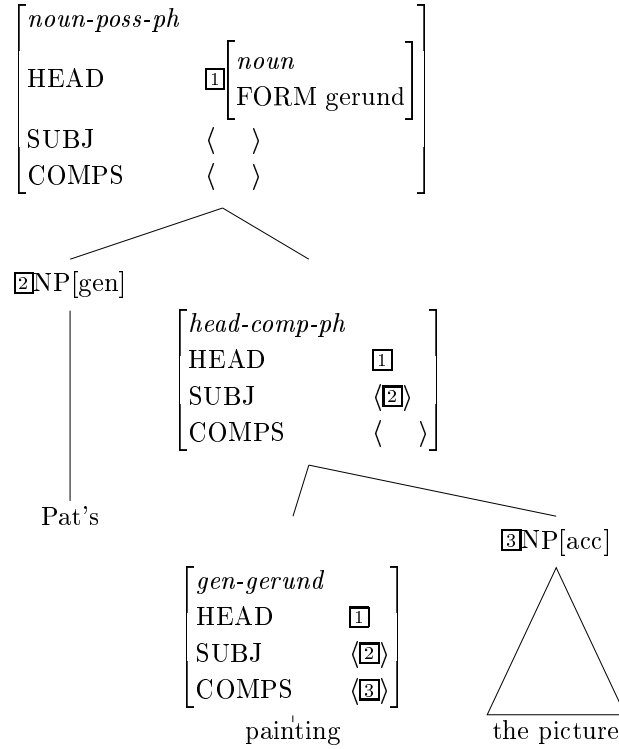 noun-poss-ph
HEAD 1 noun
FORM gerund
SUBJ ⟨ ⟩
COMPS ⟨ ⟩
2NP[gen]
head-comp-ph
HEAD 1
SUBJ ⟨2⟩
COMPS ⟨ ⟩
Pat's
3NP[acc]
gen-gerund
HEAD 1
SUBJ ⟨2⟩
COMPS ⟨3⟩
painting the picture